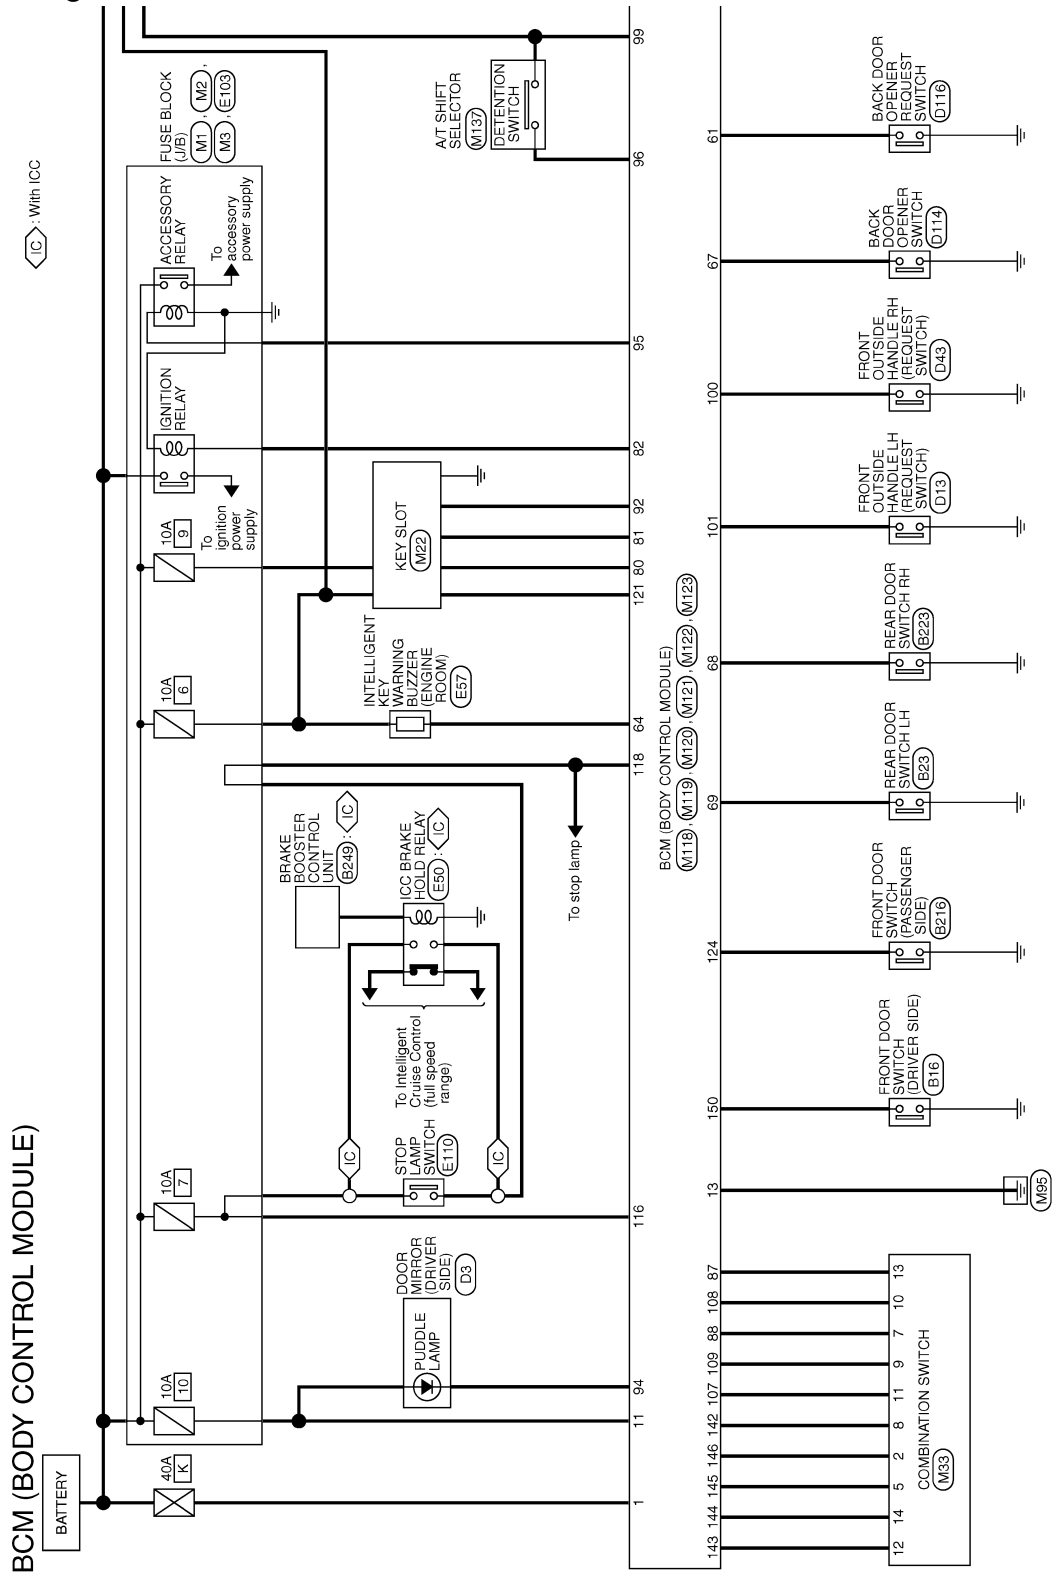 BCM (BODY CONTROL MODULE)
IC : With ICC
BATTERY
40A
K
10A
10
10A
7
10A
6
10A
9
To
ignition
power
supply
IGNITION
RELAY
ACCESSORY
RELAY
To
accessory
power supply
FUSE BLOCK
(J/B)
M1 , M2 ,
M3 , E103
PUDDLE
LAMP
DOOR
MIRROR
(DRIVER
SIDE)
D3
STOP
LAMP
SWITCH
E110
IC
IC
To Intelligent
Cruise Control
(full speed
range)
BRAKE
BOOSTER
CONTROL
UNIT
B249 : IC
ICC BRAKE
HOLD RELAY
E50 : IC
To stop lamp
INTELLIGENT
KEY
WARNING
BUZZER
(ENGINE
ROOM)
E57
KEY SLOT
M22
A/T SHIFT
SELECTOR
M137
DETENTION
SWITCH
1
11
94
116
118
64
121
80
81
92
82
95
96
99
BCM (BODY CONTROL MODULE)
M118 , M119 , M120 , M121 , M122 , M123
143
144
145
146
142
107
109
88
108
87
13
150
124
69
68
101
100
67
61
12
14
5
2
8
11
9
7
10
13
COMBINATION SWITCH
M33
M95
FRONT DOOR
SWITCH
(DRIVER SIDE)
B16
FRONT DOOR
SWITCH
(PASSENGER
SIDE)
B216
REAR DOOR
SWITCH LH
B23
REAR DOOR
SWITCH RH
B223
FRONT
OUTSIDE
HANDLE LH
(REQUEST
SWITCH)
D13
FRONT
OUTSIDE
HANDLE RH
(REQUEST
SWITCH)
D43
BACK
DOOR
OPENER
SWITCH
D114
BACK DOOR
OPENER
REQUEST
SWITCH
D116